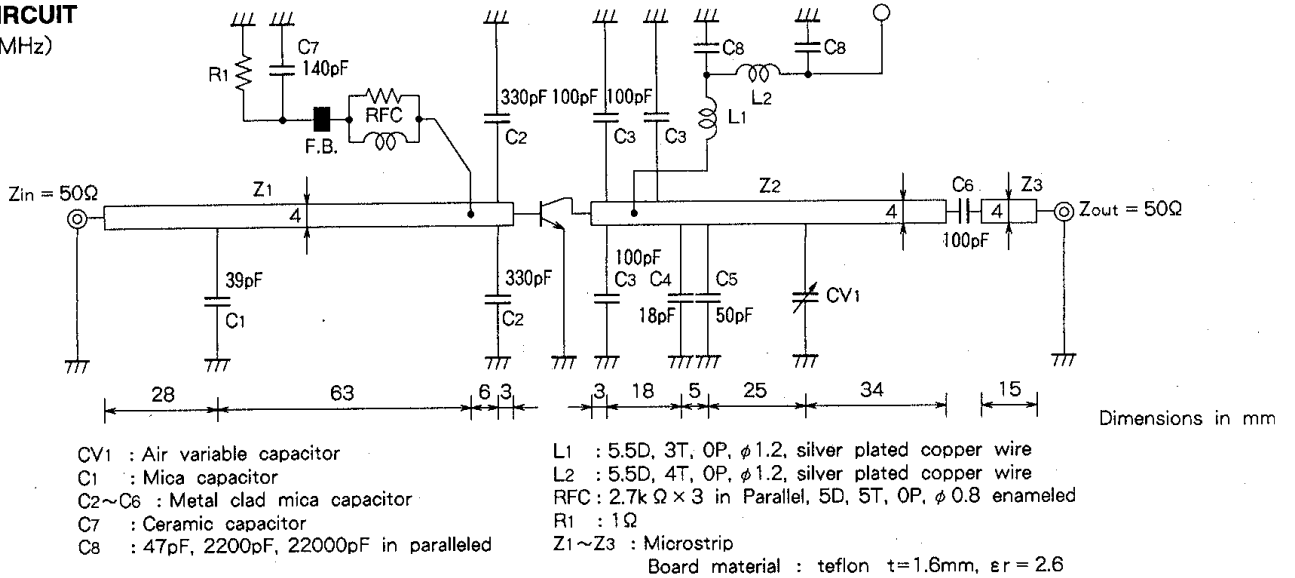 IRCUIT
MHz)
R1
C7
140pF
F.B.
RFC
330pF
C2
100pF
100pF
C3
C3
C8
C8
L1
L2
Zin = 50Ω
Z1
4
Z2
4
C6
100pF
Z3
4
Zout = 50Ω
39pF
C1
330pF
C2
100pF
C3
C4
18pF
C5
50pF
CV1
28
63
6
3
3
18
5
25
34
15
Dimensions in mm
CV1 : Air variable capacitor
C1 : Mica capacitor
C2~C6 : Metal clad mica capacitor
C7 : Ceramic capacitor
C8 : 47pF, 2200pF, 22000pF in paralleled
L1 : 5.5D, 3T, 0P, φ1.2, silver plated copper wire
L2 : 5.5D, 4T, 0P, φ1.2, silver plated copper wire
RFC : 2.7kΩ×3 in Parallel, 5D, 5T, 0P, φ0.8 enameled
R1 : 1Ω
Z1~Z3 : Microstrip
Board material : teflon t=1.6mm, εr=2.6